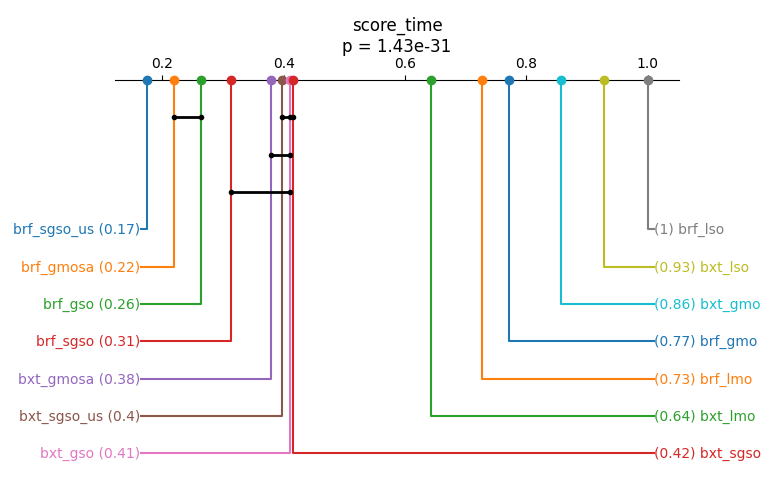 score_time
p = 1.43e-31
0.2 0.4 0.6 0.8 1.0
brf_sgso_us (0.17) (1) brf_lso
brf_gmosa (0.22) (0.93) bxt_lso
brf_gso (0.26) (0.86) bxt_gmo
brf_sgso (0.31) (0.77) brf_gmo
bxt_gmosa (0.38) (0.73) brf_lmo
bxt_sgso_us (0.4) (0.64) bxt_lmo
bxt_gso (0.41) (0.42) bxt_sgso